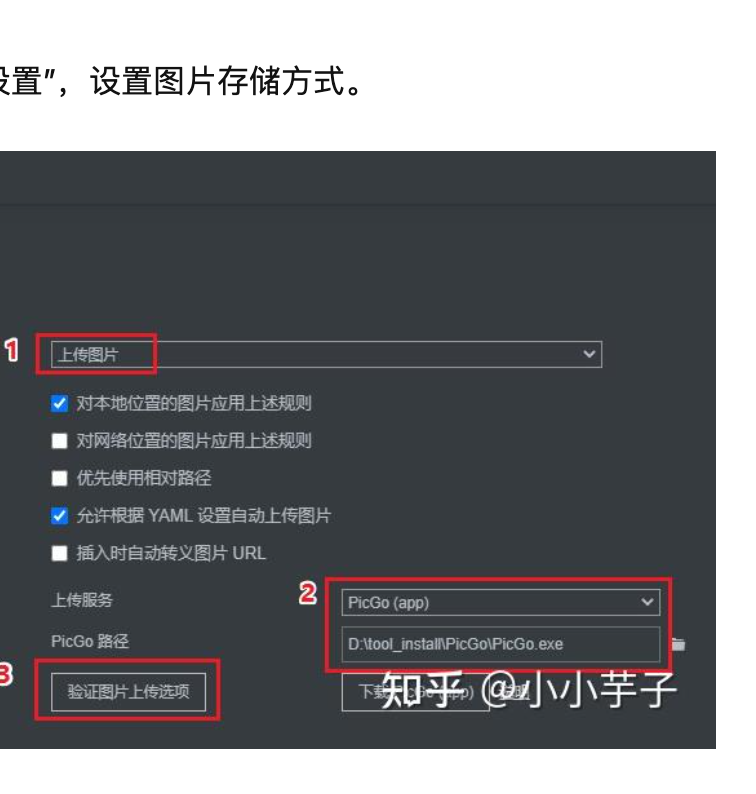 设置”，设置图片存储方式。
1
上传图片
对本地位置的图片应用上述规则
对网络位置的图片应用上述规则
优先使用相对路径
允许根据 YAML 设置自动上传图片
插入时自动转义图片 URL
上传服务
2
PicGo (app)
PicGo 路径
D:\tool_install\PicGo\PicGo.exe
3
验证图片上传选项
下载 PicGo (app)
知乎 @小小芋子